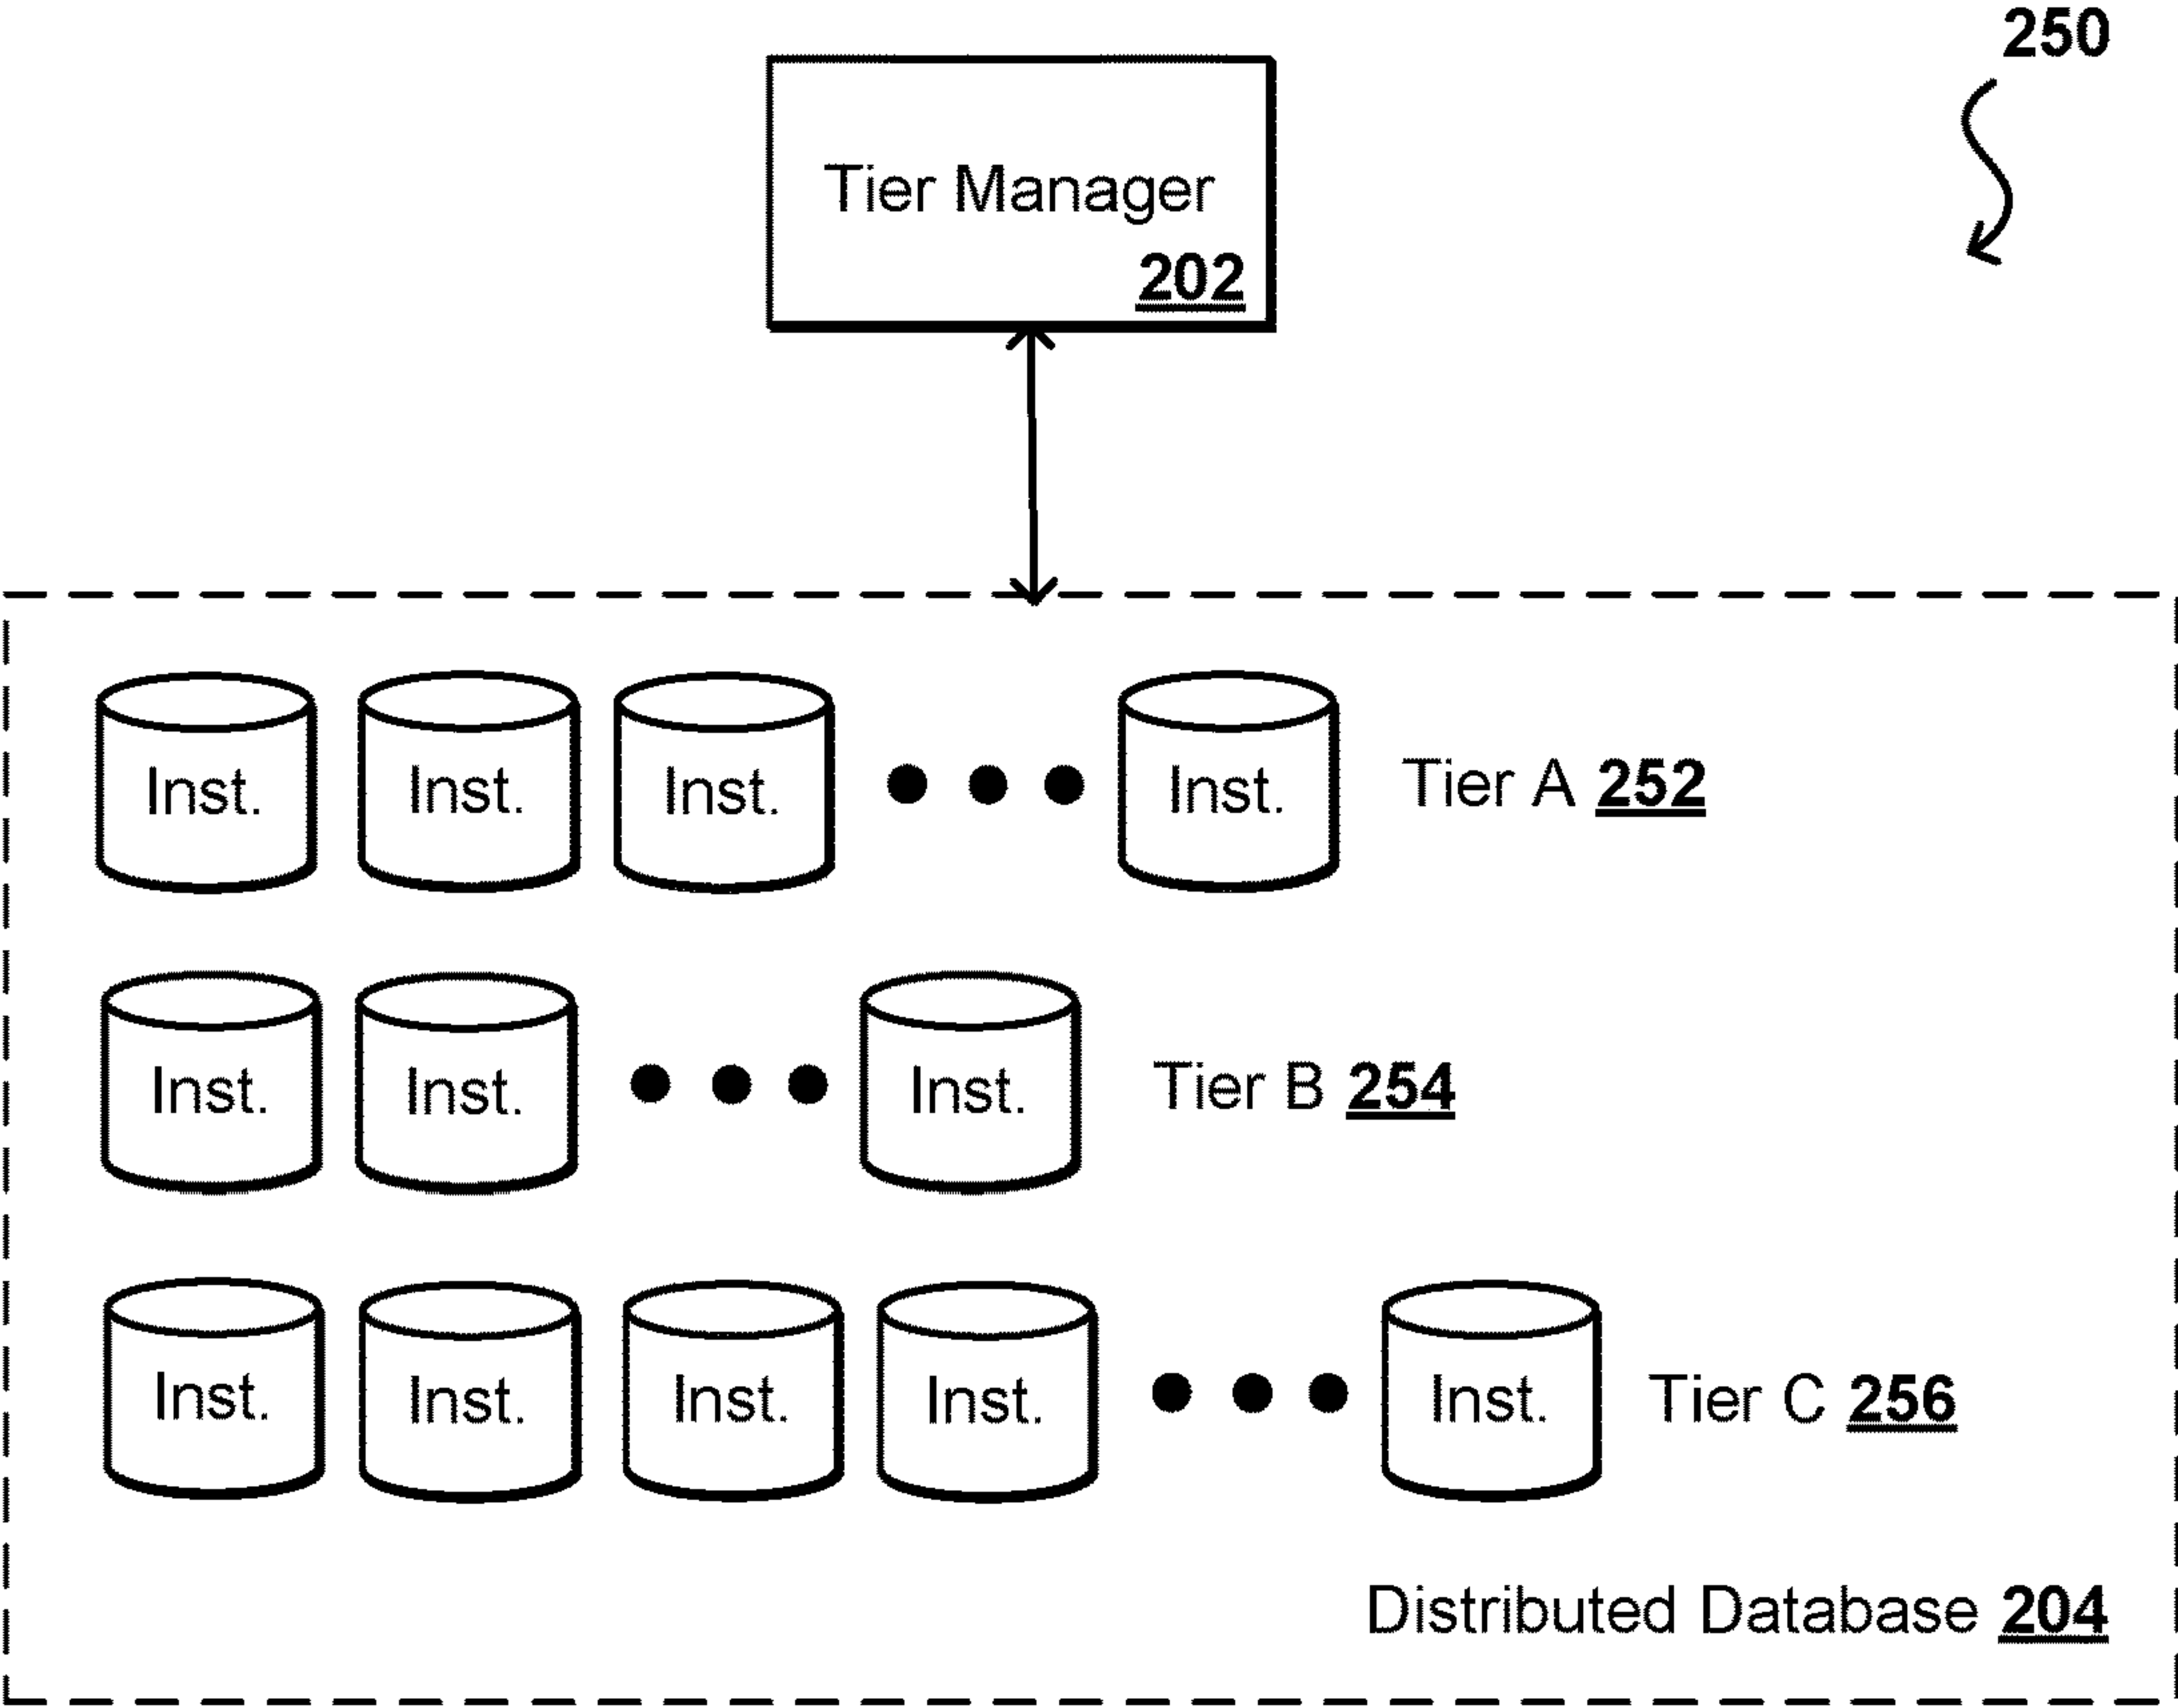 250
Tier Manager
202
Inst. Inst. Inst. Inst. Tier A 252
Inst. Inst. Inst. Tier B 254
Inst. Inst. Inst. Inst. Inst. Tier C 256
Distributed Database 204